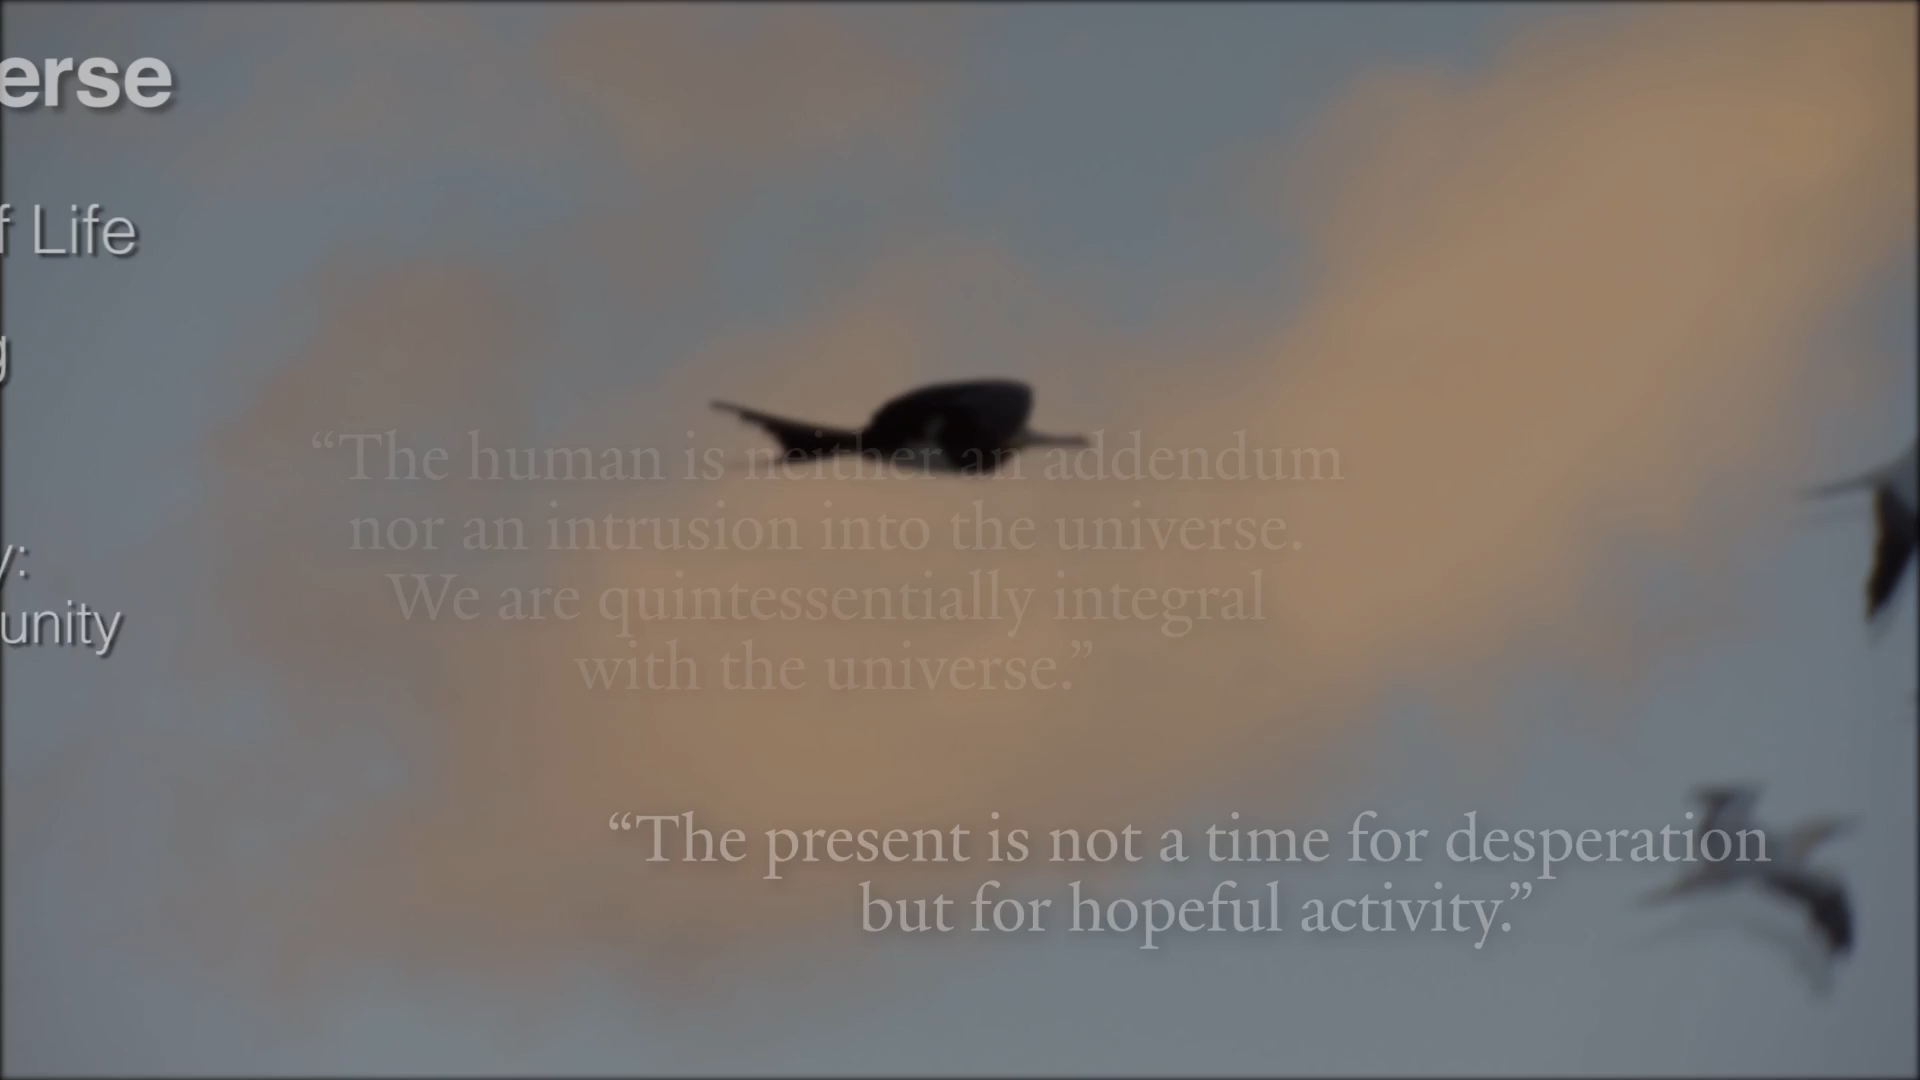 erse
f Life
g
y:
unity
“The human is neither an addendum
nor an intrusion into the universe.
We are quintessentially integral
with the universe.”
“The present is not a time for desperation
but for hopeful activity.”